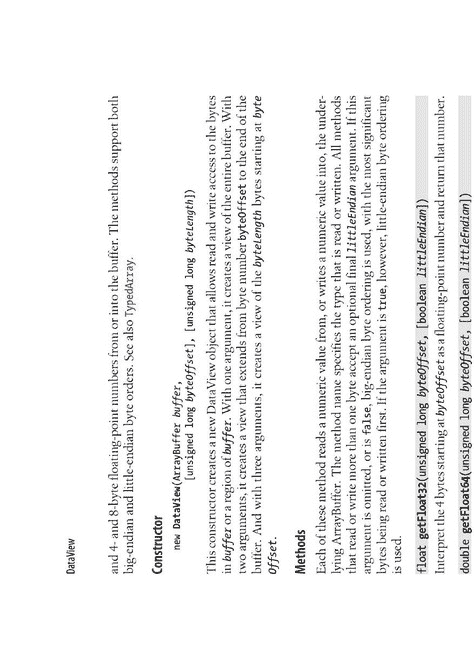 DataView
and 4- and 8-byte floating-point numbers from or into the buffer. The methods support both
big-endian and little-endian byte orders. See also TypedArray.
Constructor
new DataView(ArrayBuffer buffer,
[unsigned long byteOffset], [unsigned long byteLength])
This constructor creates a new DataView object that allows read and write access to the bytes
in buffer or a region of buffer. With one argument, it creates a view of the entire buffer. With
two arguments, it creates a view that extends from byte number byteOffset to the end of the
buffer. And with three arguments, it creates a view of the byteLength bytes starting at byte
Offset.
Methods
Each of these method reads a numeric value from, or writes a numeric value into, the under-
lying ArrayBuffer. The method name specifies the type that is read or written. All methods
that read or write more than one byte accept an optional final littleEndian argument. If this
argument is omitted, or is false, big-endian byte ordering is used, with the most significant
bytes being read or written first. If the argument is true, however, little-endian byte ordering
is used.
float getFloat32(unsigned long byteOffset, [boolean littleEndian])
Interpret the 4 bytes starting at byteOffset as a floating-point number and return that number.
double getFloat64(unsigned long byteOffset, [boolean littleEndian])